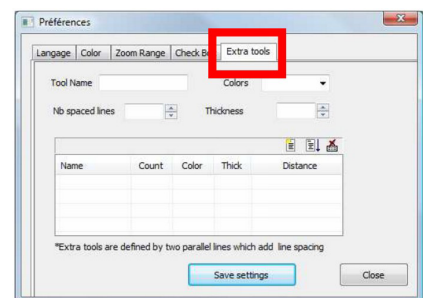 Préférences
Langage Color Zoom Range Check Extra tools
Tool Name Colors
Nb spaced lines Thickness
Name Count Color Thick Distance
*Extra tools are defined by two parallel lines which add line spacing
Save settings Close